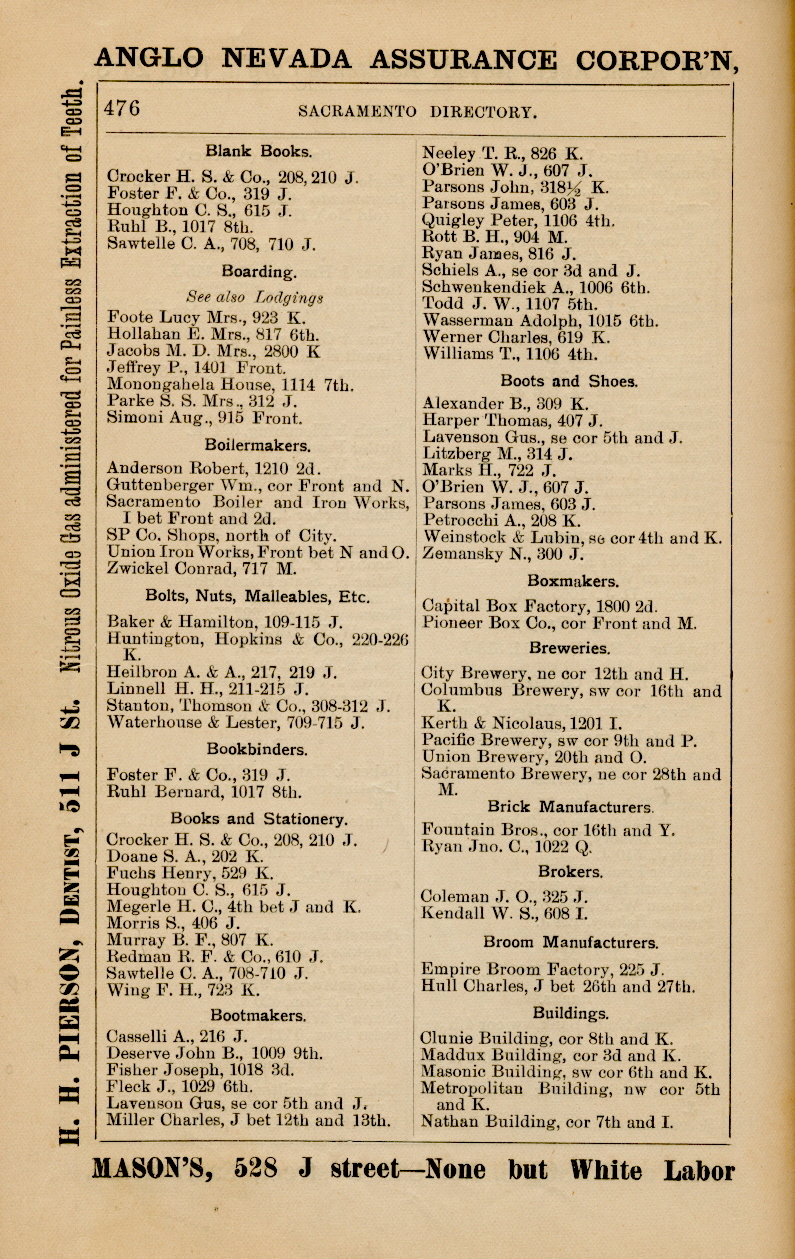 ANGLO NEVADA ASSURANCE CORPOR'N,
476
SACRAMENTO DIRECTORY.
Blank Books.
Crocker H. S. & Co., 208, 210 J.
Foster F. & Co., 319 J.
Houghton C. S., 615 J.
Ruhl B., 1017 8th.
Sawtelle C. A., 708, 710 J.
Boarding.
See also Lodgings
Foote Lucy Mrs., 923 K.
Hollahan E. Mrs., 817 6th.
Jacobs M. D. Mrs., 2800 K
Jeffrey P., 1401 Front.
Monongahela House, 1114 7th.
Parke S. S. Mrs., 312 J.
Simoni Aug., 915 Front.
Boilermakers.
Anderson Robert, 1210 2d.
Guttenberger Wm., cor Front and N.
Sacramento Boiler and Iron Works,
I bet Front and 2d.
SP Co. Shops, north of City.
Union Iron Works, Front bet N and O.
Zwickel Conrad, 717 M.
Bolts, Nuts, Malleables, Etc.
Baker & Hamilton, 109-115 J.
Huntington, Hopkins & Co., 220-226
K.
Heilbron A. & A., 217, 219 J.
Linnell H. H., 211-215 J.
Stanton, Thomson & Co., 308-312 J.
Waterhouse & Lester, 709-715 J.
Bookbinders.
Foster F. & Co., 319 J.
Ruhl Bernard, 1017 8th.
Books and Stationery.
Crocker H. S. & Co., 208, 210 J.
Doane S. A., 202 K.
Fuchs Henry, 529 K.
Houghton C. S., 615 J.
Megerle H. C., 4th bet J and K.
Morris S., 406 J.
Murray B. F., 807 K.
Redman R. F. & Co., 610 J.
Sawtelle C. A., 708-710 J.
Wing F. H., 723 K.
Bootmakers.
Casselli A., 216 J.
Deserve John B., 1009 9th.
Fisher Joseph, 1018 3d.
Fleck J., 1029 6th.
Lavenson Gus, se cor 5th and J.
Miller Charles, J bet 12th and 13th.
Neeley T. R., 826 K.
O'Brien W. J., 607 J.
Parsons John, 318½ K.
Parsons James, 603 J.
Quigley Peter, 1106 4th.
Rott B. H., 904 M.
Ryan James, 816 J.
Schiels A., se cor 3d and J.
Schwenkendiek A., 1006 6th.
Todd J. W., 1107 5th.
Wasserman Adolph, 1015 6th.
Werner Charles, 619 K.
Williams T., 1106 4th.
Boots and Shoes.
Alexander B., 309 K.
Harper Thomas, 407 J.
Lavenson Gus., se cor 5th and J.
Litzberg M., 314 J.
Marks H., 722 J.
O'Brien W. J., 607 J.
Parsons James, 603 J.
Petrocchi A., 208 K.
Weinstock & Lubin, se cor 4th and K.
Zemansky N., 300 J.
Boxmakers.
Capital Box Factory, 1800 2d.
Pioneer Box Co., cor Front and M.
Breweries.
City Brewery, ne cor 12th and H.
Columbus Brewery, sw cor 16th and
K.
Kerth & Nicolaus, 1201 I.
Pacific Brewery, sw cor 9th and P.
Union Brewery, 20th and O.
Sacramento Brewery, ne cor 28th and
M.
Brick Manufacturers.
Fountain Bros., cor 16th and Y.
Ryan Jno. C., 1022 Q.
Brokers.
Coleman J. O., 325 J.
Kendall W. S., 608 I.
Broom Manufacturers.
Empire Broom Factory, 225 J.
Hull Charles, J bet 26th and 27th.
Buildings.
Clunie Building, cor 8th and K.
Maddux Building, cor 3d and K.
Masonic Building, sw cor 6th and K.
Metropolitan Building, nw cor 5th
and K.
Nathan Building, cor 7th and I.
H. H. PIERSON, DENTIST, 511 J St. Nitrous Oxide Gas administered for Painless Extraction of Teeth.
MASON'S, 528 J street—None but White Labor